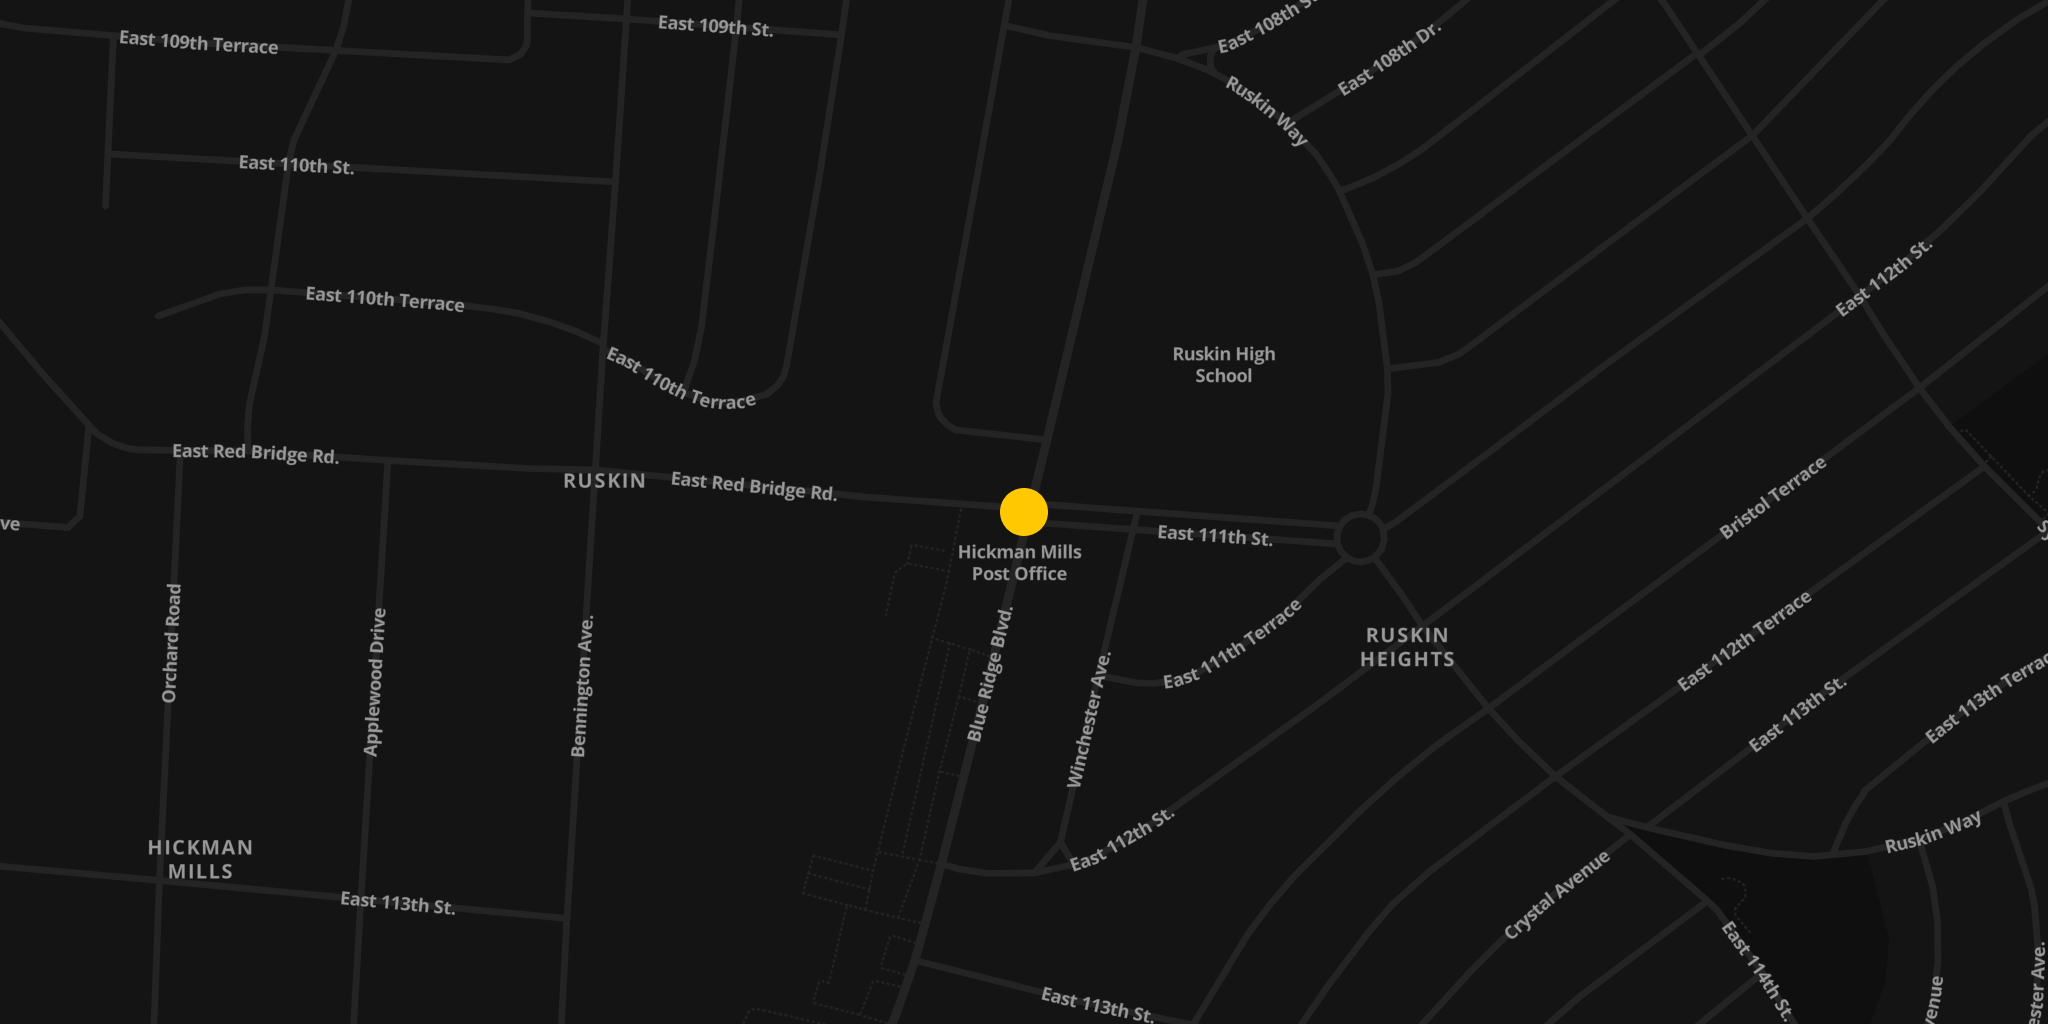 East 108th St.
East 109th St.
East 109th Terrace
East 108th Dr.
Ruskin Way
East 110th St.
East 112th St.
East 110th Terrace
Ruskin High
School
East 110th Terrace
East Red Bridge Rd.
RUSKIN
East Red Bridge Rd.
Bristol Terrace
East 111th St.
Hickman Mills
Post Office
Orchard Road
Applewood Drive
Bennington Ave.
Blue Ridge Blvd.
Winchester Ave.
East 111th Terrace
RUSKIN
HEIGHTS
East 112th Terrace
East 113th St.
East 113th Terrac
HICKMAN
MILLS
East 112th St.
Ruskin Way
East 113th St.
Crystal Avenue
East 114th St.
East 113th St.
venue
ester Ave.
ve